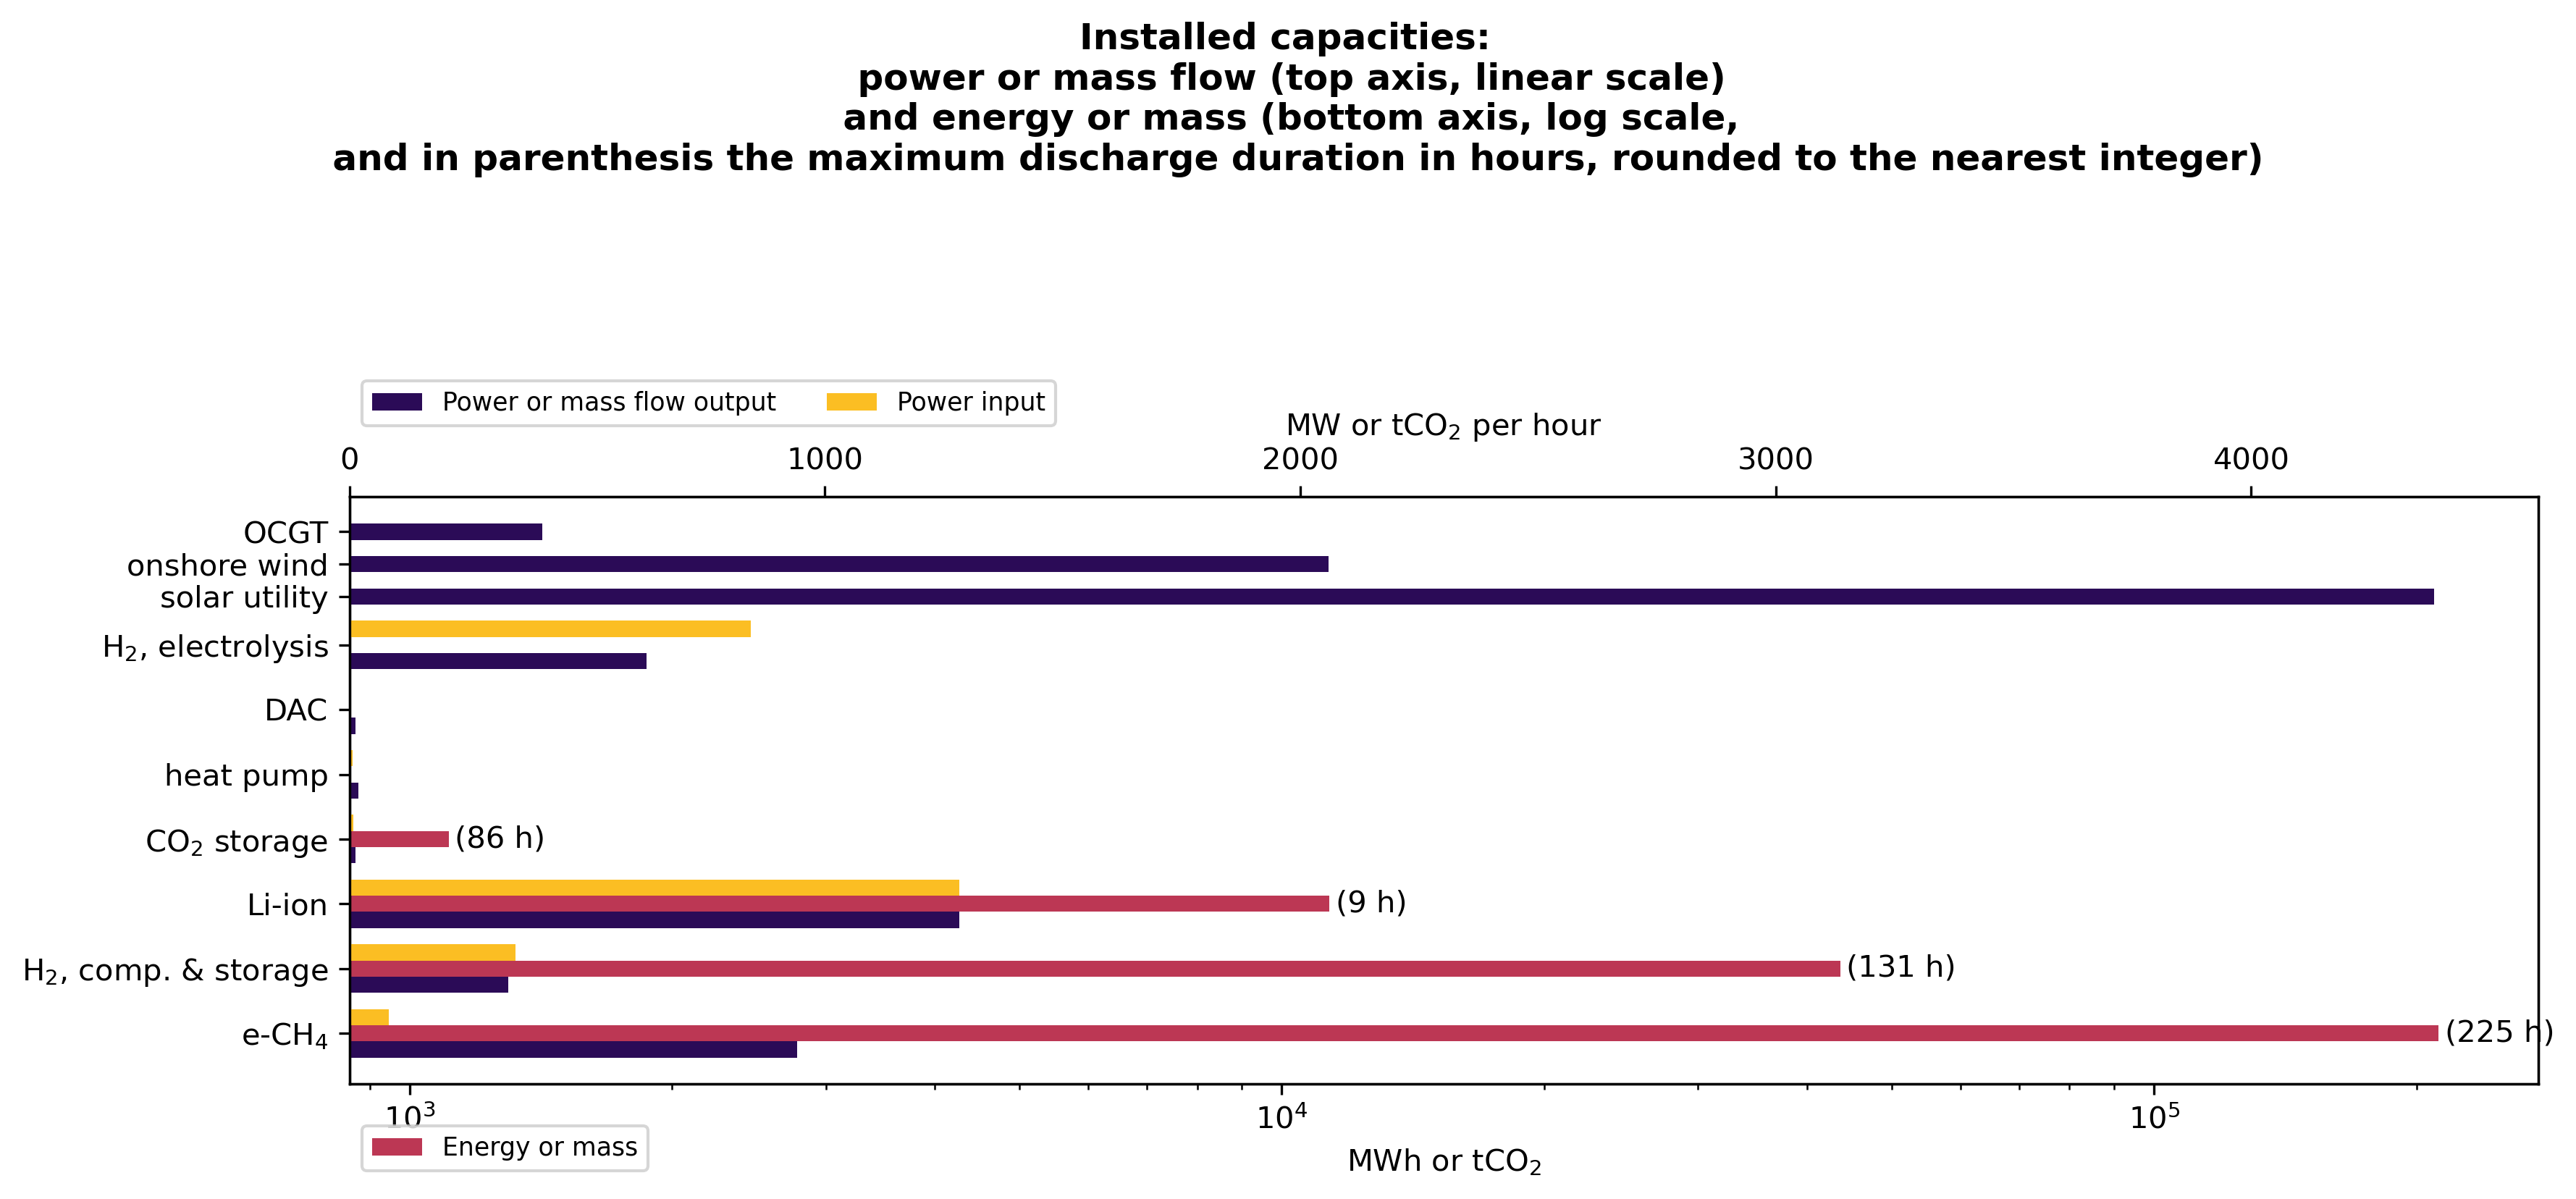 Installed capacities:
power or mass flow (top axis, linear scale)
and energy or mass (bottom axis, log scale,
and in parenthesis the maximum discharge duration in hours, rounded to the nearest integer)
Power or mass flow output
Power input
MW or tCO₂ per hour
0 1000 2000 3000 4000
OCGT
onshore wind
solar utility
H₂, electrolysis
DAC
heat pump
CO₂ storage (86 h)
Li-ion (9 h)
H₂, comp. & storage (131 h)
e-CH₄ (225 h)
10³ 10⁴ 10⁵
Energy or mass
MWh or tCO₂